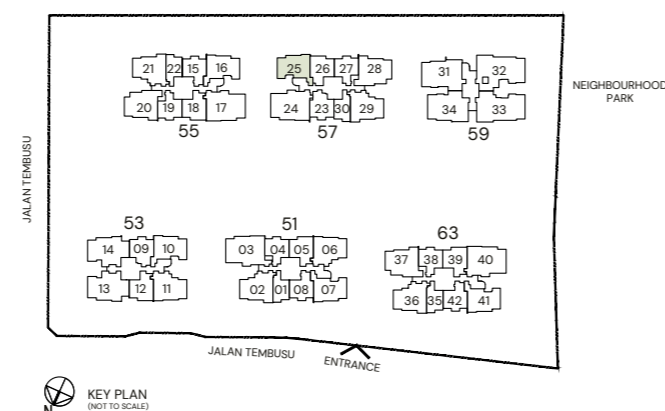 21 22 15 16
20 19 18 17
55
25 26 27 28
24 23 30 29
57
31 32
34 33
59
NEIGHBOURHOOD
PARK
JALAN TEMBUSU
53
14 09 10
13 12 11
51
03 04 05 06
02 01 08 07
63
37 38 39 40
36 35 42 41
JALAN TEMBUSU
ENTRANCE
N
KEY PLAN
(NOT TO SCALE)